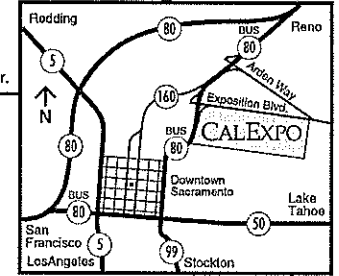 Redding
80
Reno
BUS
80
r.
5
Arden Way
160
N
Exposition Blvd.
CALEXPO
BUS
80
80
Downtown
Sacramento
BUS
80
Lake
Tahoe
50
San
Francisco
LosAngeles
5
99
Stockton